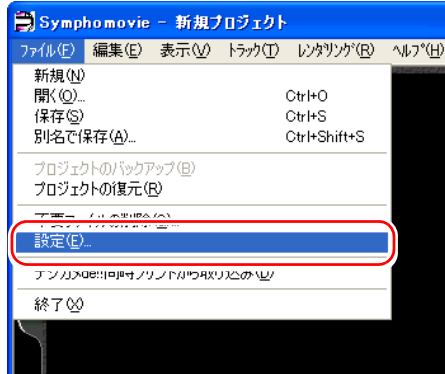 Symphomovie - 新規プロジェクト
ファイル(F) 編集(E) 表示(V) トラック(T) レンダリング(R) ヘルプ(H)
新規(N)
開く(O)...
Ctrl+O
保存(S)
Ctrl+S
別名で保存(A)...
Ctrl+Shift+S
プロジェクトのバックアップ(B)
プロジェクトの復元(R)
設定(E)...
終了(X)